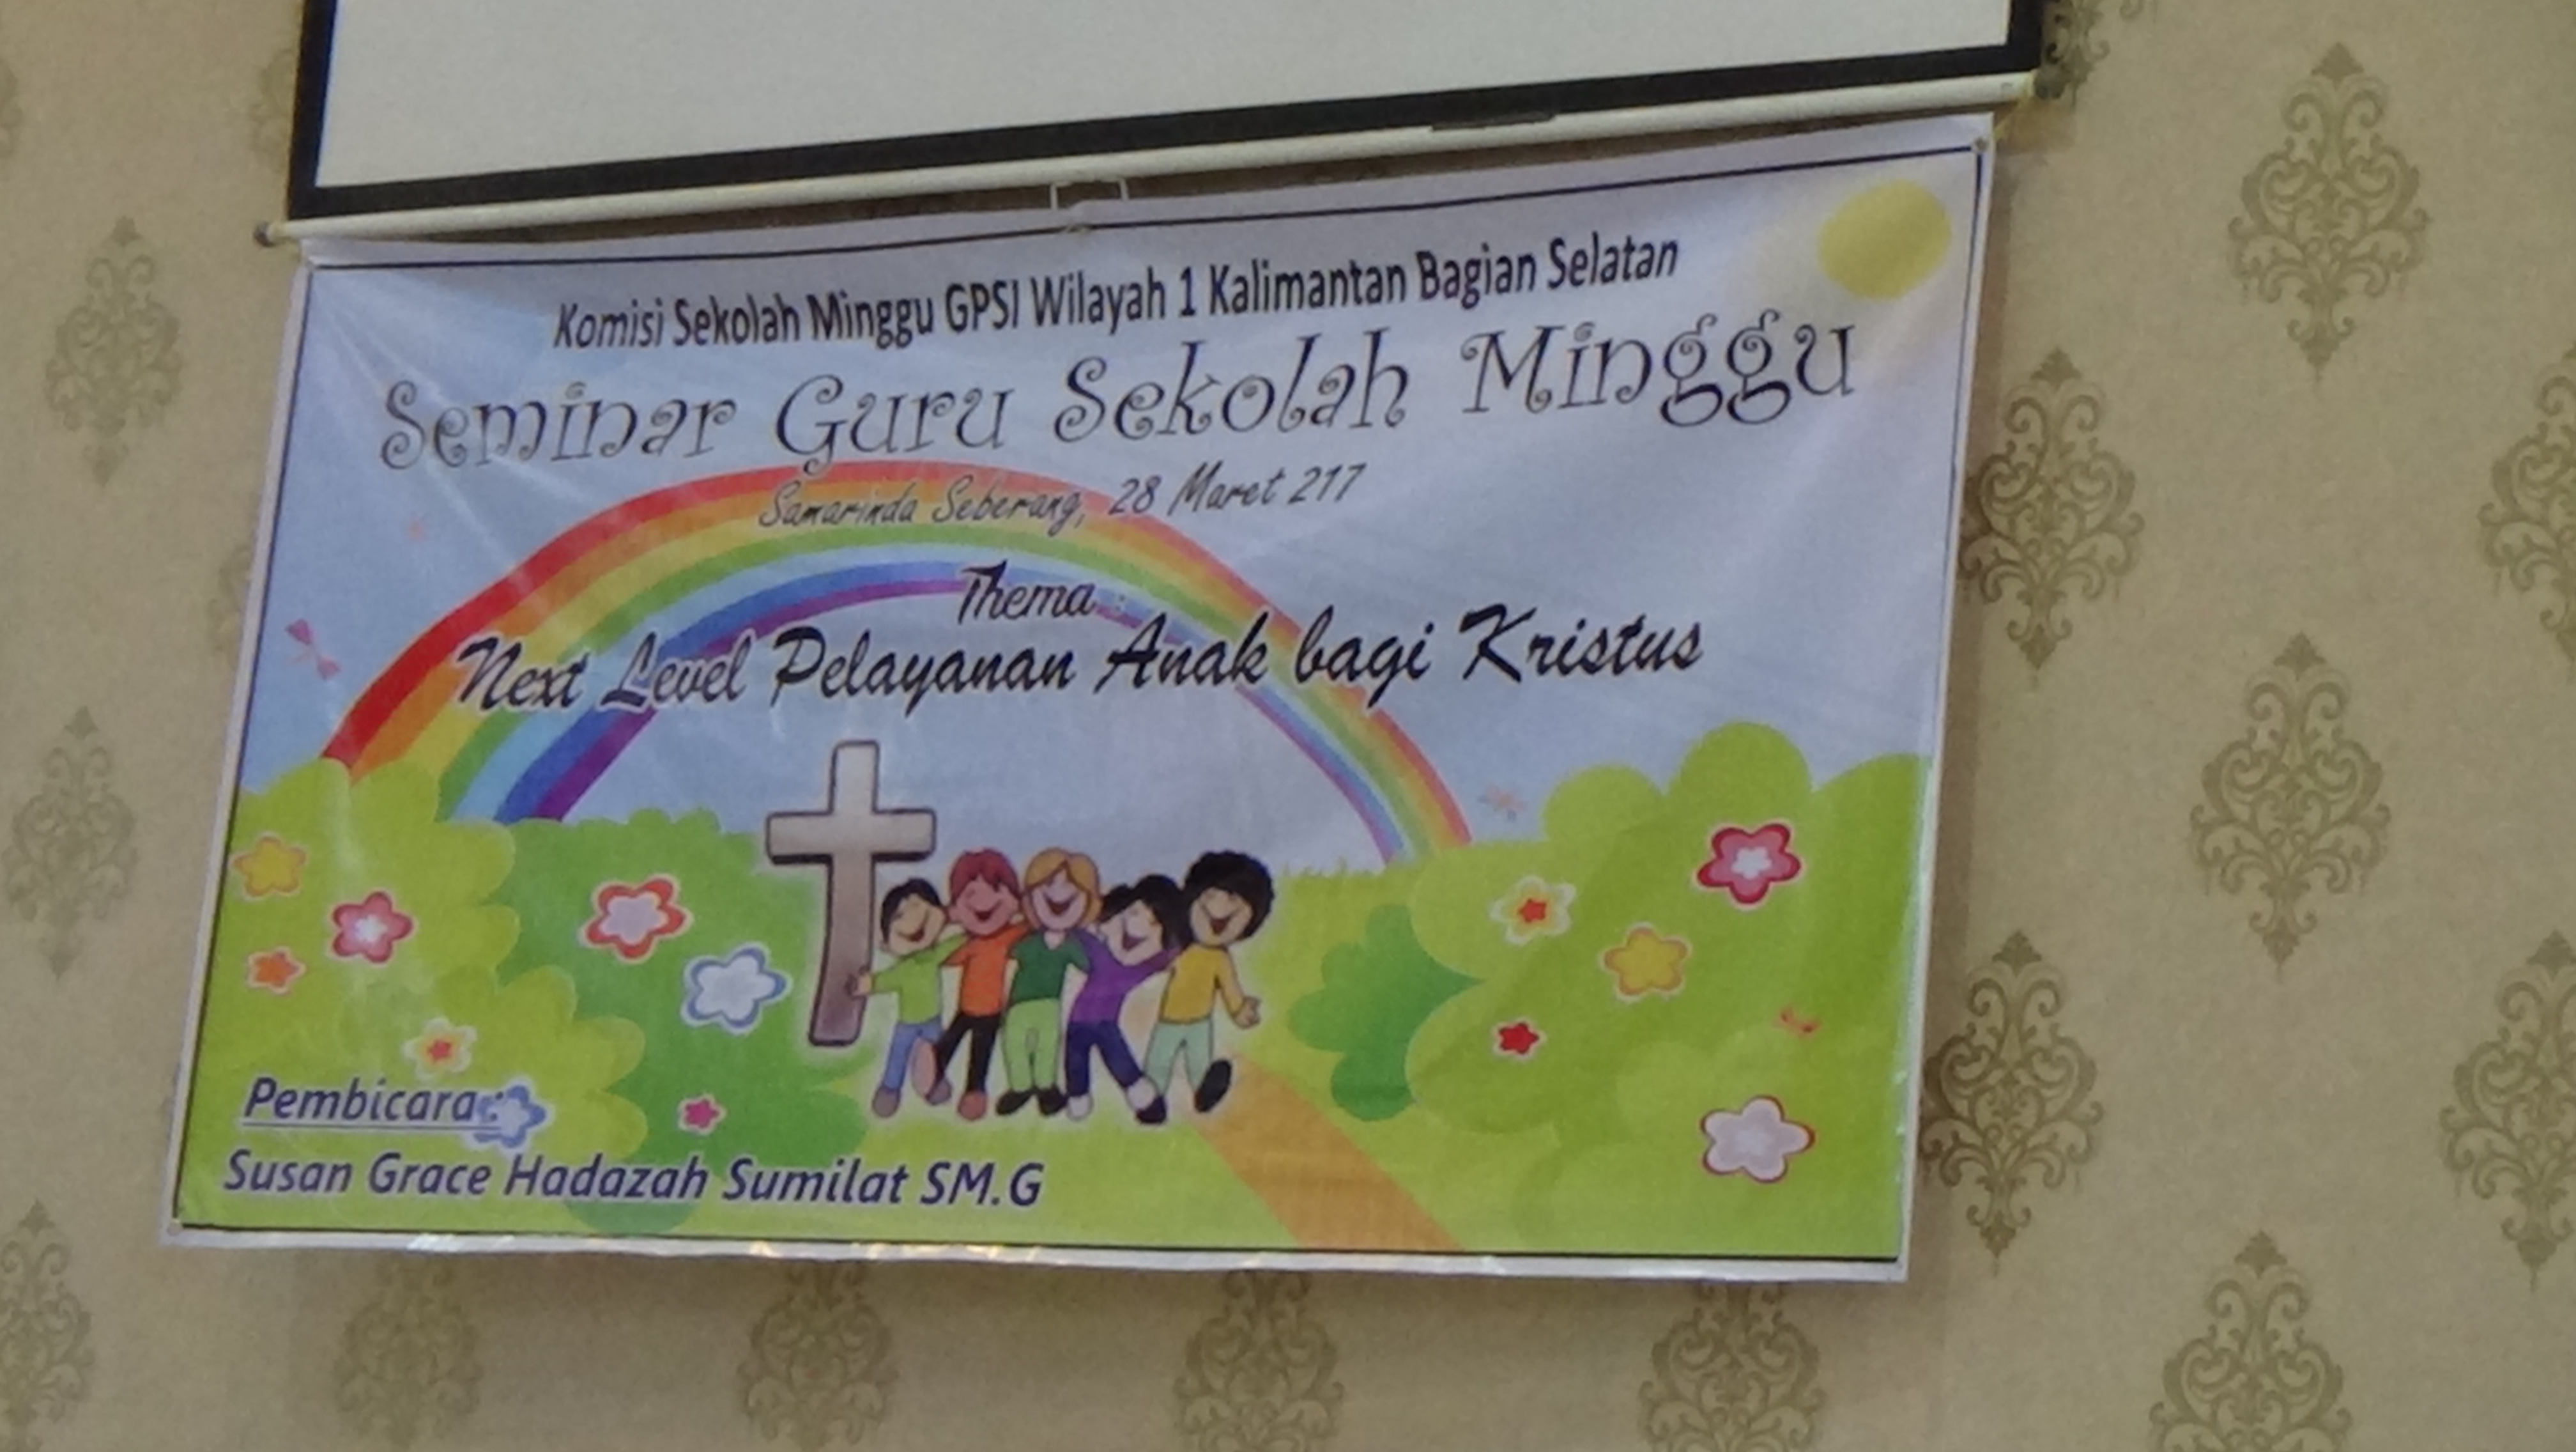 Komisi Sekolah Minggu GPSI Wilayah 1 Kalimantan Bagian Selatan
Seminar Guru Sekolah Minggu
Samarinda Seberang, 28 Maret 217
Thema :
Next Level Pelayanan Anak bagi Kristus
Pembicara :
Susan Grace Hadazah Sumilat SM.G